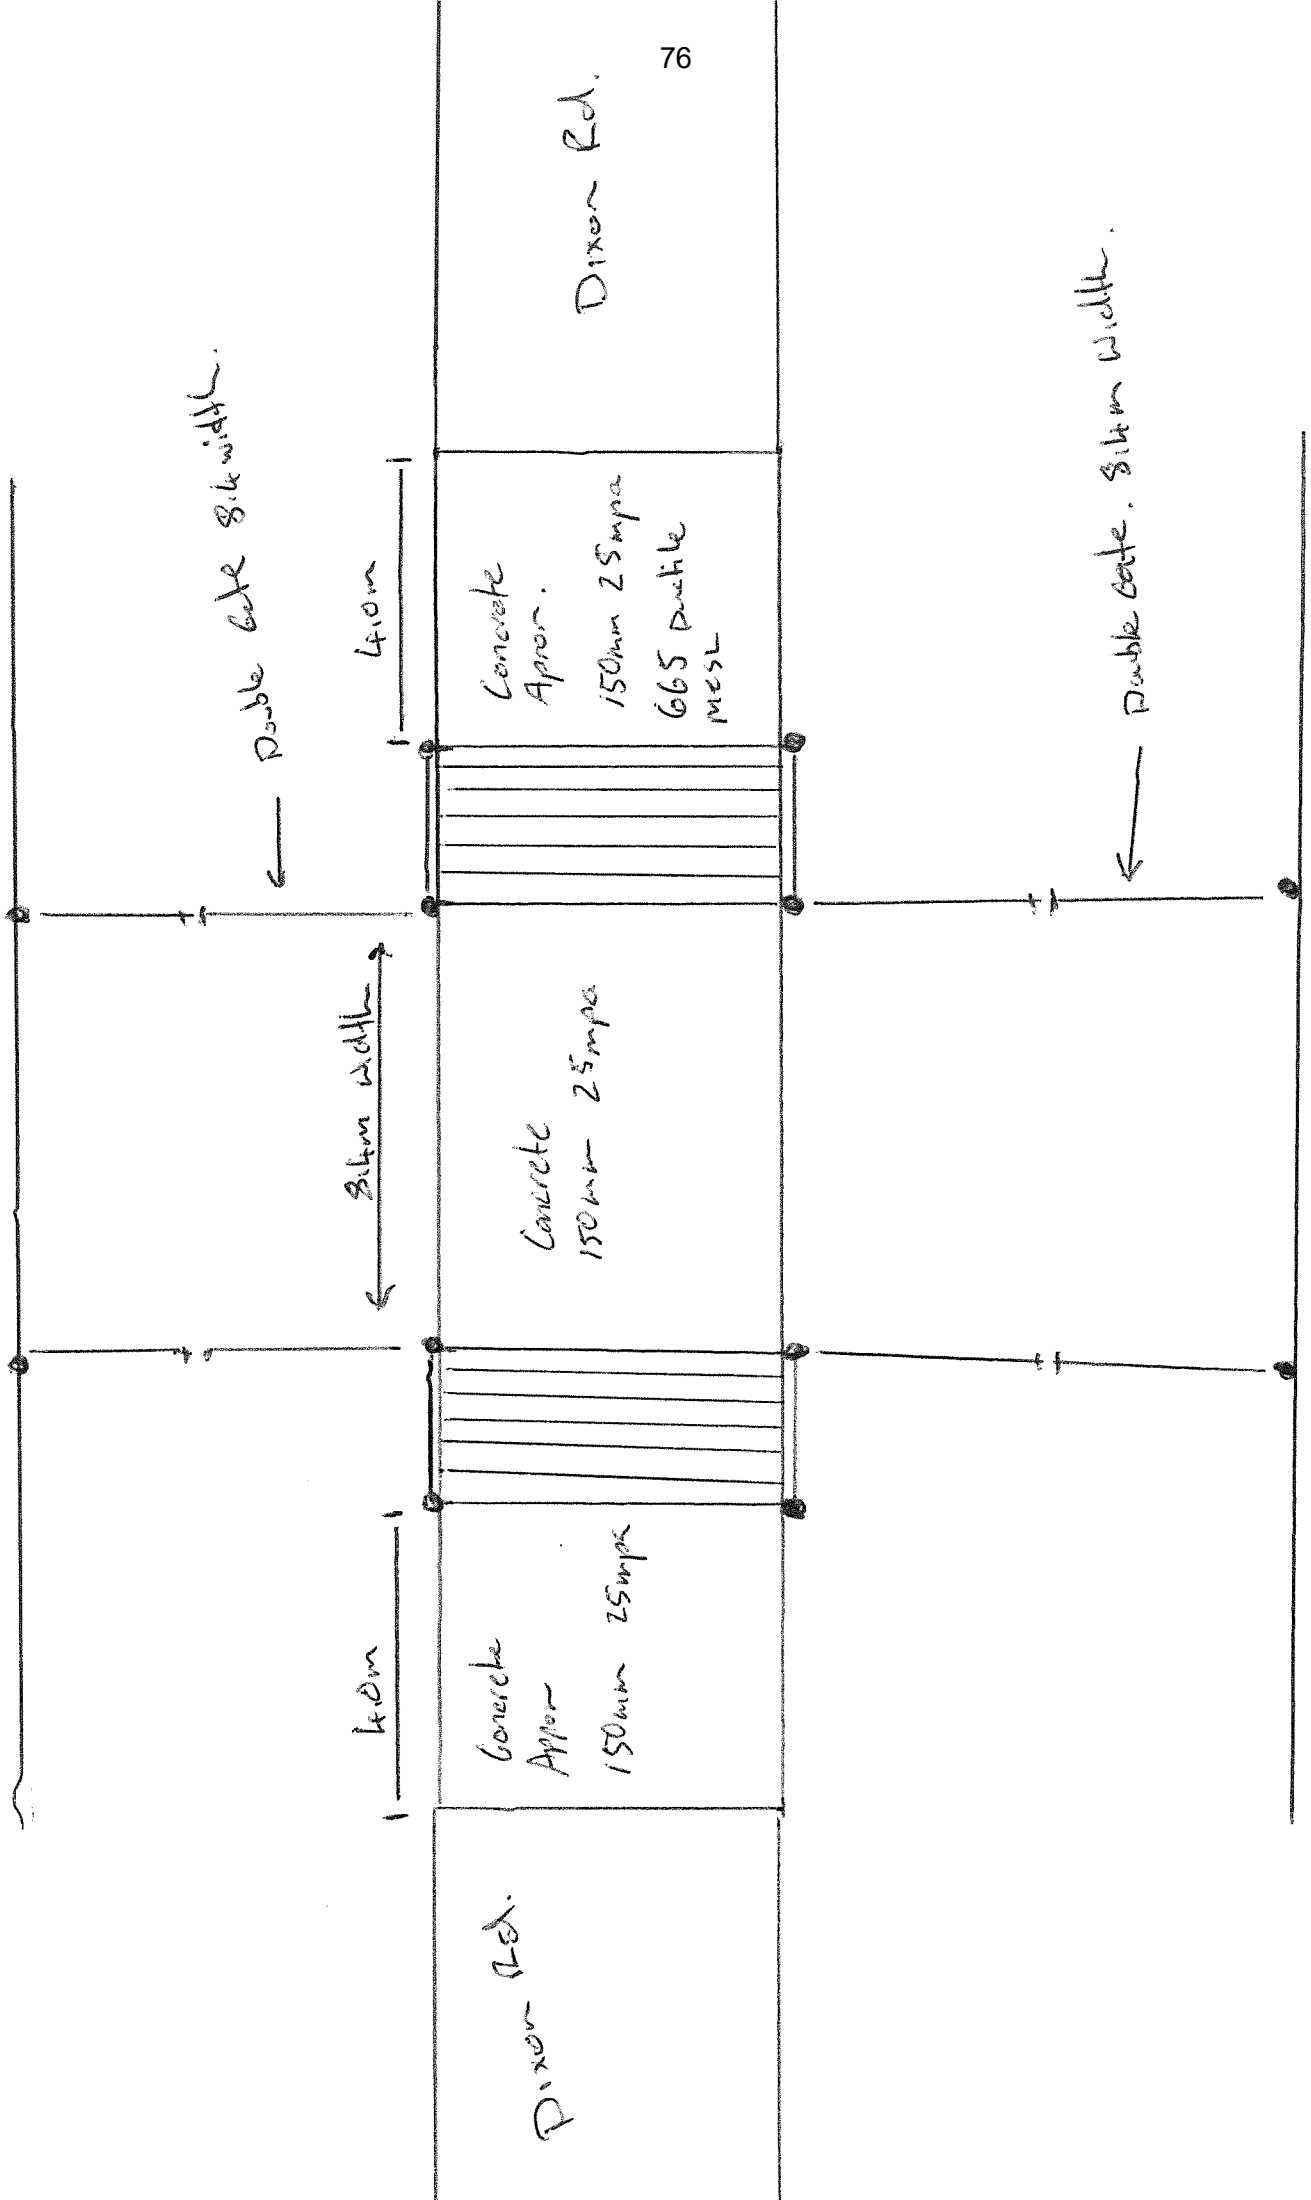 76
Dixon Rd.
Double Gate 8.4 width.
4.0m
Concrete
Apron.
150mm 25mpa
665 Ductile
Mesh
Double Gate. 8.4m Width.
8.4m width
Concrete
150mm 25mpa
4.0m
Concrete
Appon
150mm 25mpa
Dixon Rd.